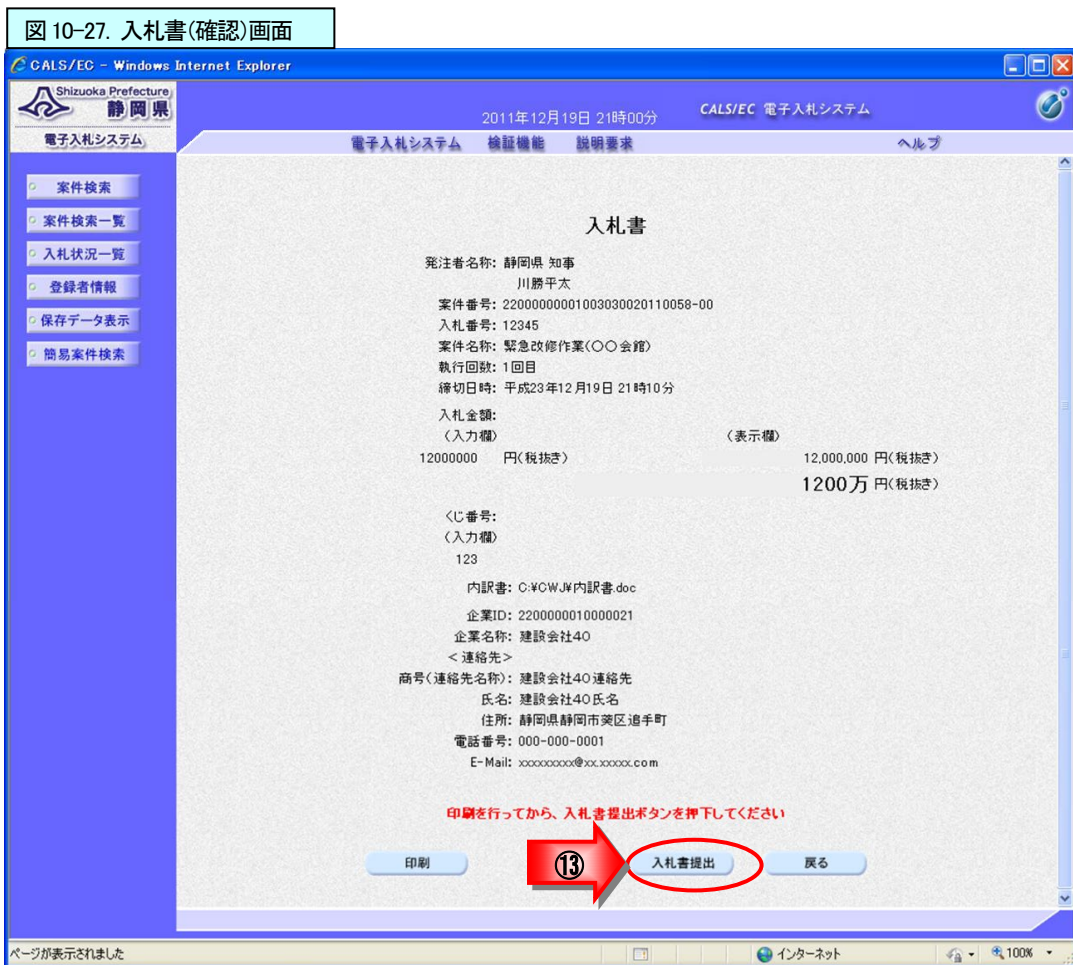 図 10-27. 入札書(確認)画面
CALS/EC - Windows Internet Explorer
Shizuoka Prefecture
静岡県
2011年12月19日 21時00分
CALS/EC 電子入札システム
電子入札システム
電子入札システム 検証機能 説明要求 ヘルプ
案件検索
案件検索一覧
入札状況一覧
登録者情報
保存データ表示
簡易案件検索
入札書
発注者名称: 静岡県 知事
川勝平太
案件番号: 2200000000100303002011​0058-00
入札番号: 12345
案件名称: 緊急改修作業(〇〇会館)
執行回数: 1回目
締切日時: 平成23年12月19日 21時10分
入札金額:
(入力欄) (表示欄)
12000000 円(税抜き) 12,000,000 円(税抜き)
1200万 円(税抜き)
くじ番号:
(入力欄)
123
内訳書: C:¥CWJ¥内訳書.doc
企業ID: 2200000010000021
企業名称: 建設会社40
<連絡先>
商号(連絡先名称): 建設会社40連絡先
氏名: 建設会社40氏名
住所: 静岡県静岡市葵区追手町
電話番号: 000-000-0001
E-Mail: xxxxxxxxx@xx.xxxxx.com
印刷を行ってから、入札書提出ボタンを押下してください
印刷 ⑬ 入札書提出 戻る
ページが表示されました インターネット 100%